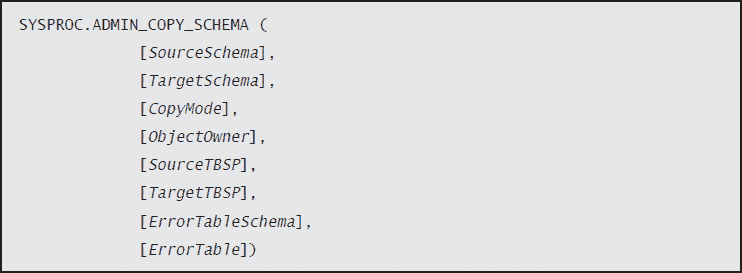 SYSPROC.ADMIN_COPY_SCHEMA (
[SourceSchema],
[TargetSchema],
[CopyMode],
[ObjectOwner],
[SourceTBSP],
[TargetTBSP],
[ErrorTableSchema],
[ErrorTable])